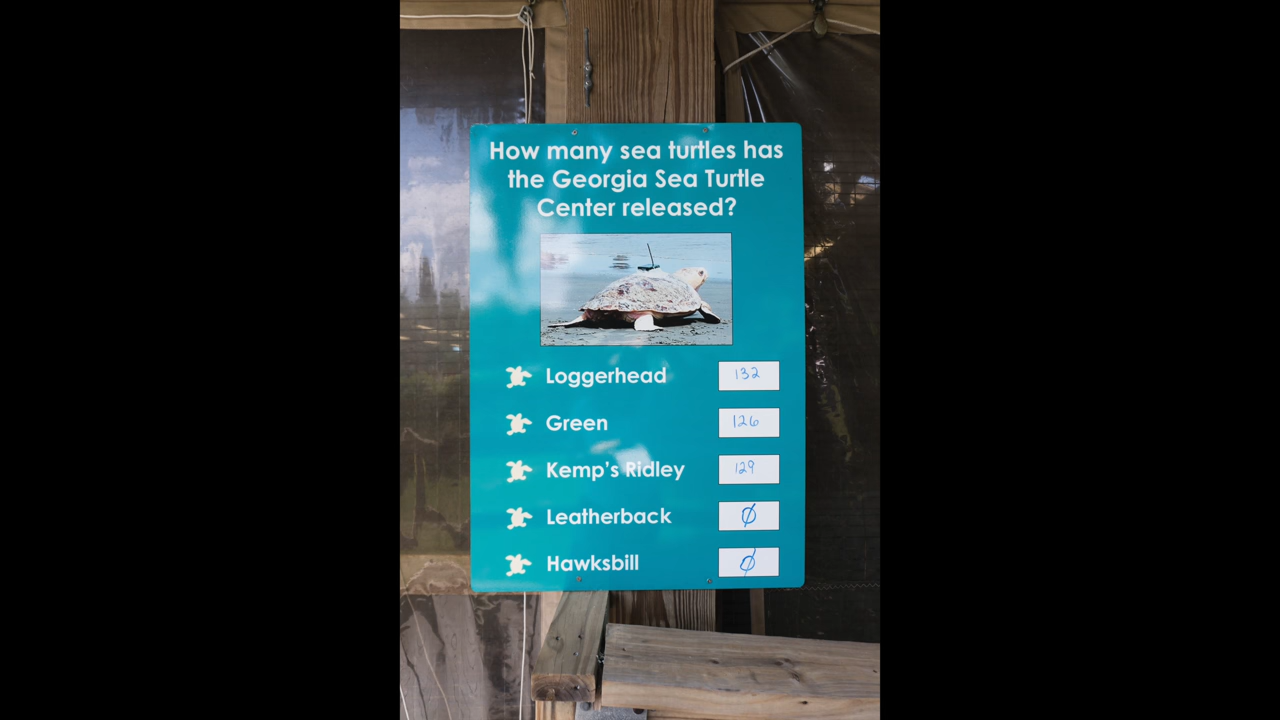 How many sea turtles has
the Georgia Sea Turtle
Center released?
Loggerhead 132
Green 126
Kemp's Ridley 129
Leatherback Ø
Hawksbill Ø